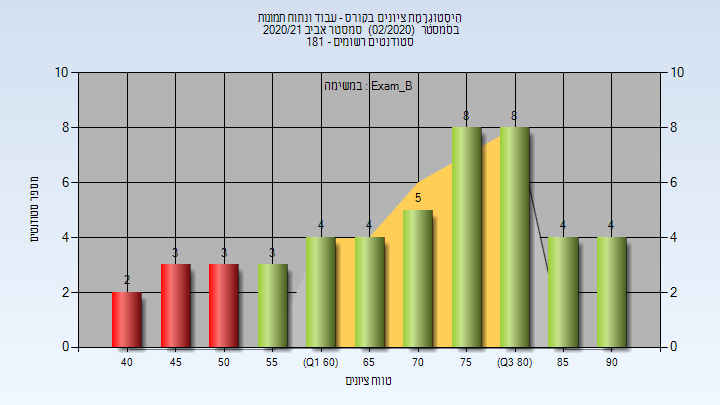 היסטוגרמת ציונים בקורס - עבוד ונתוח תמונות
בסמסטר (02/2020) סמסטר אביב 2020/21
סטודנטים רשומים - 181
במשימה : Exam_B
מספר סטודנטים
10 10
8 8
6 6
4 4
2 2
0 0
2 3 3 3 4 4 5 8 8 4 4
40 45 50 55 (Q1 60) 65 70 75 (Q3 80) 85 90
טווח ציונים